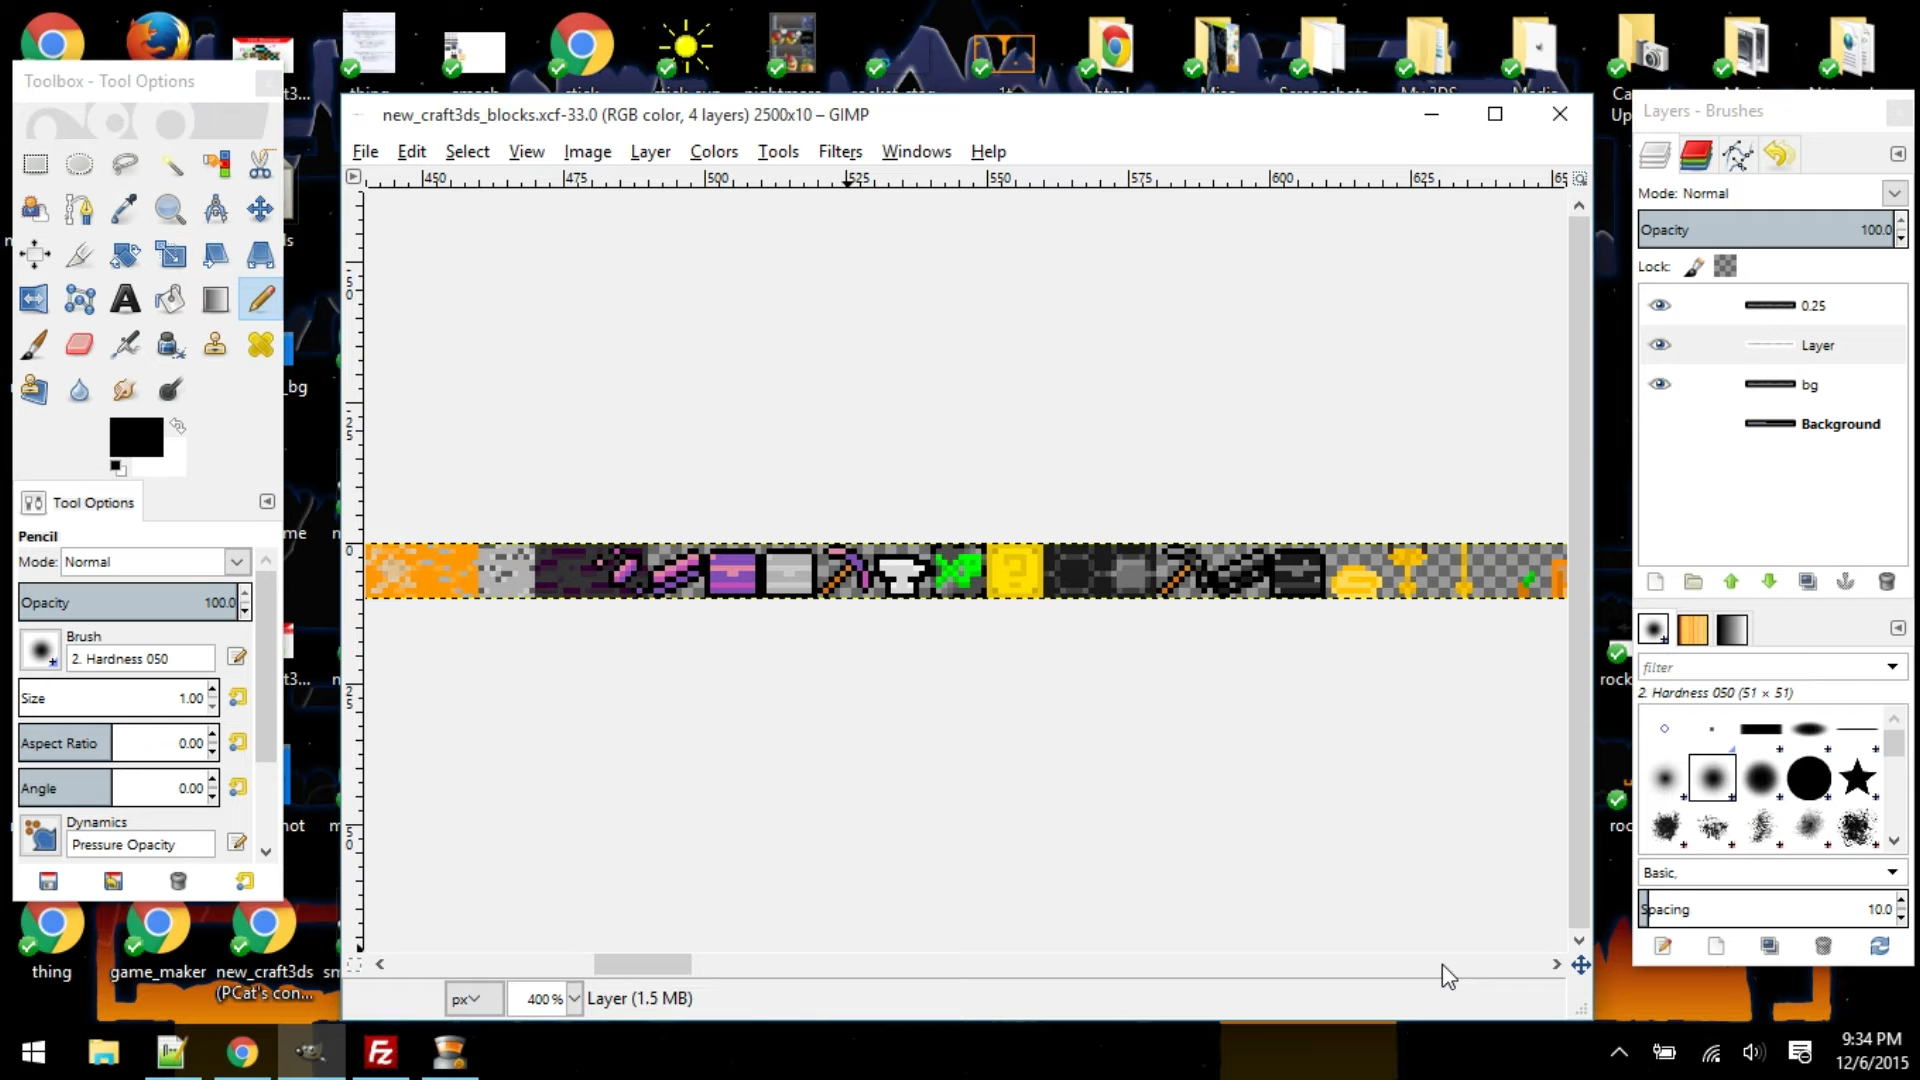 Toolbox - Tool Options
new_craft3ds_blocks.xcf-33.0 (RGB color, 4 layers) 2500x10 – GIMP
File Edit Select View Image Layer Colors Tools Filters Windows Help
450 475 500 525 550 575 600 625
Layers - Brushes
Mode: Normal
Opacity 100.0
Lock:
0.25
Layer
bg
Background
Tool Options
Pencil
Mode: Normal
Opacity 100.0
Brush
2. Hardness 050
Size 1.00
Aspect Ratio 0.00
Angle 0.00
Dynamics
Pressure Opacity
filter
2. Hardness 050 (51 × 51)
Basic,
Spacing 10.0
px 400 % Layer (1.5 MB)
thing
game_maker
new_craft3ds
(PCat's con...
9:34 PM
12/6/2015